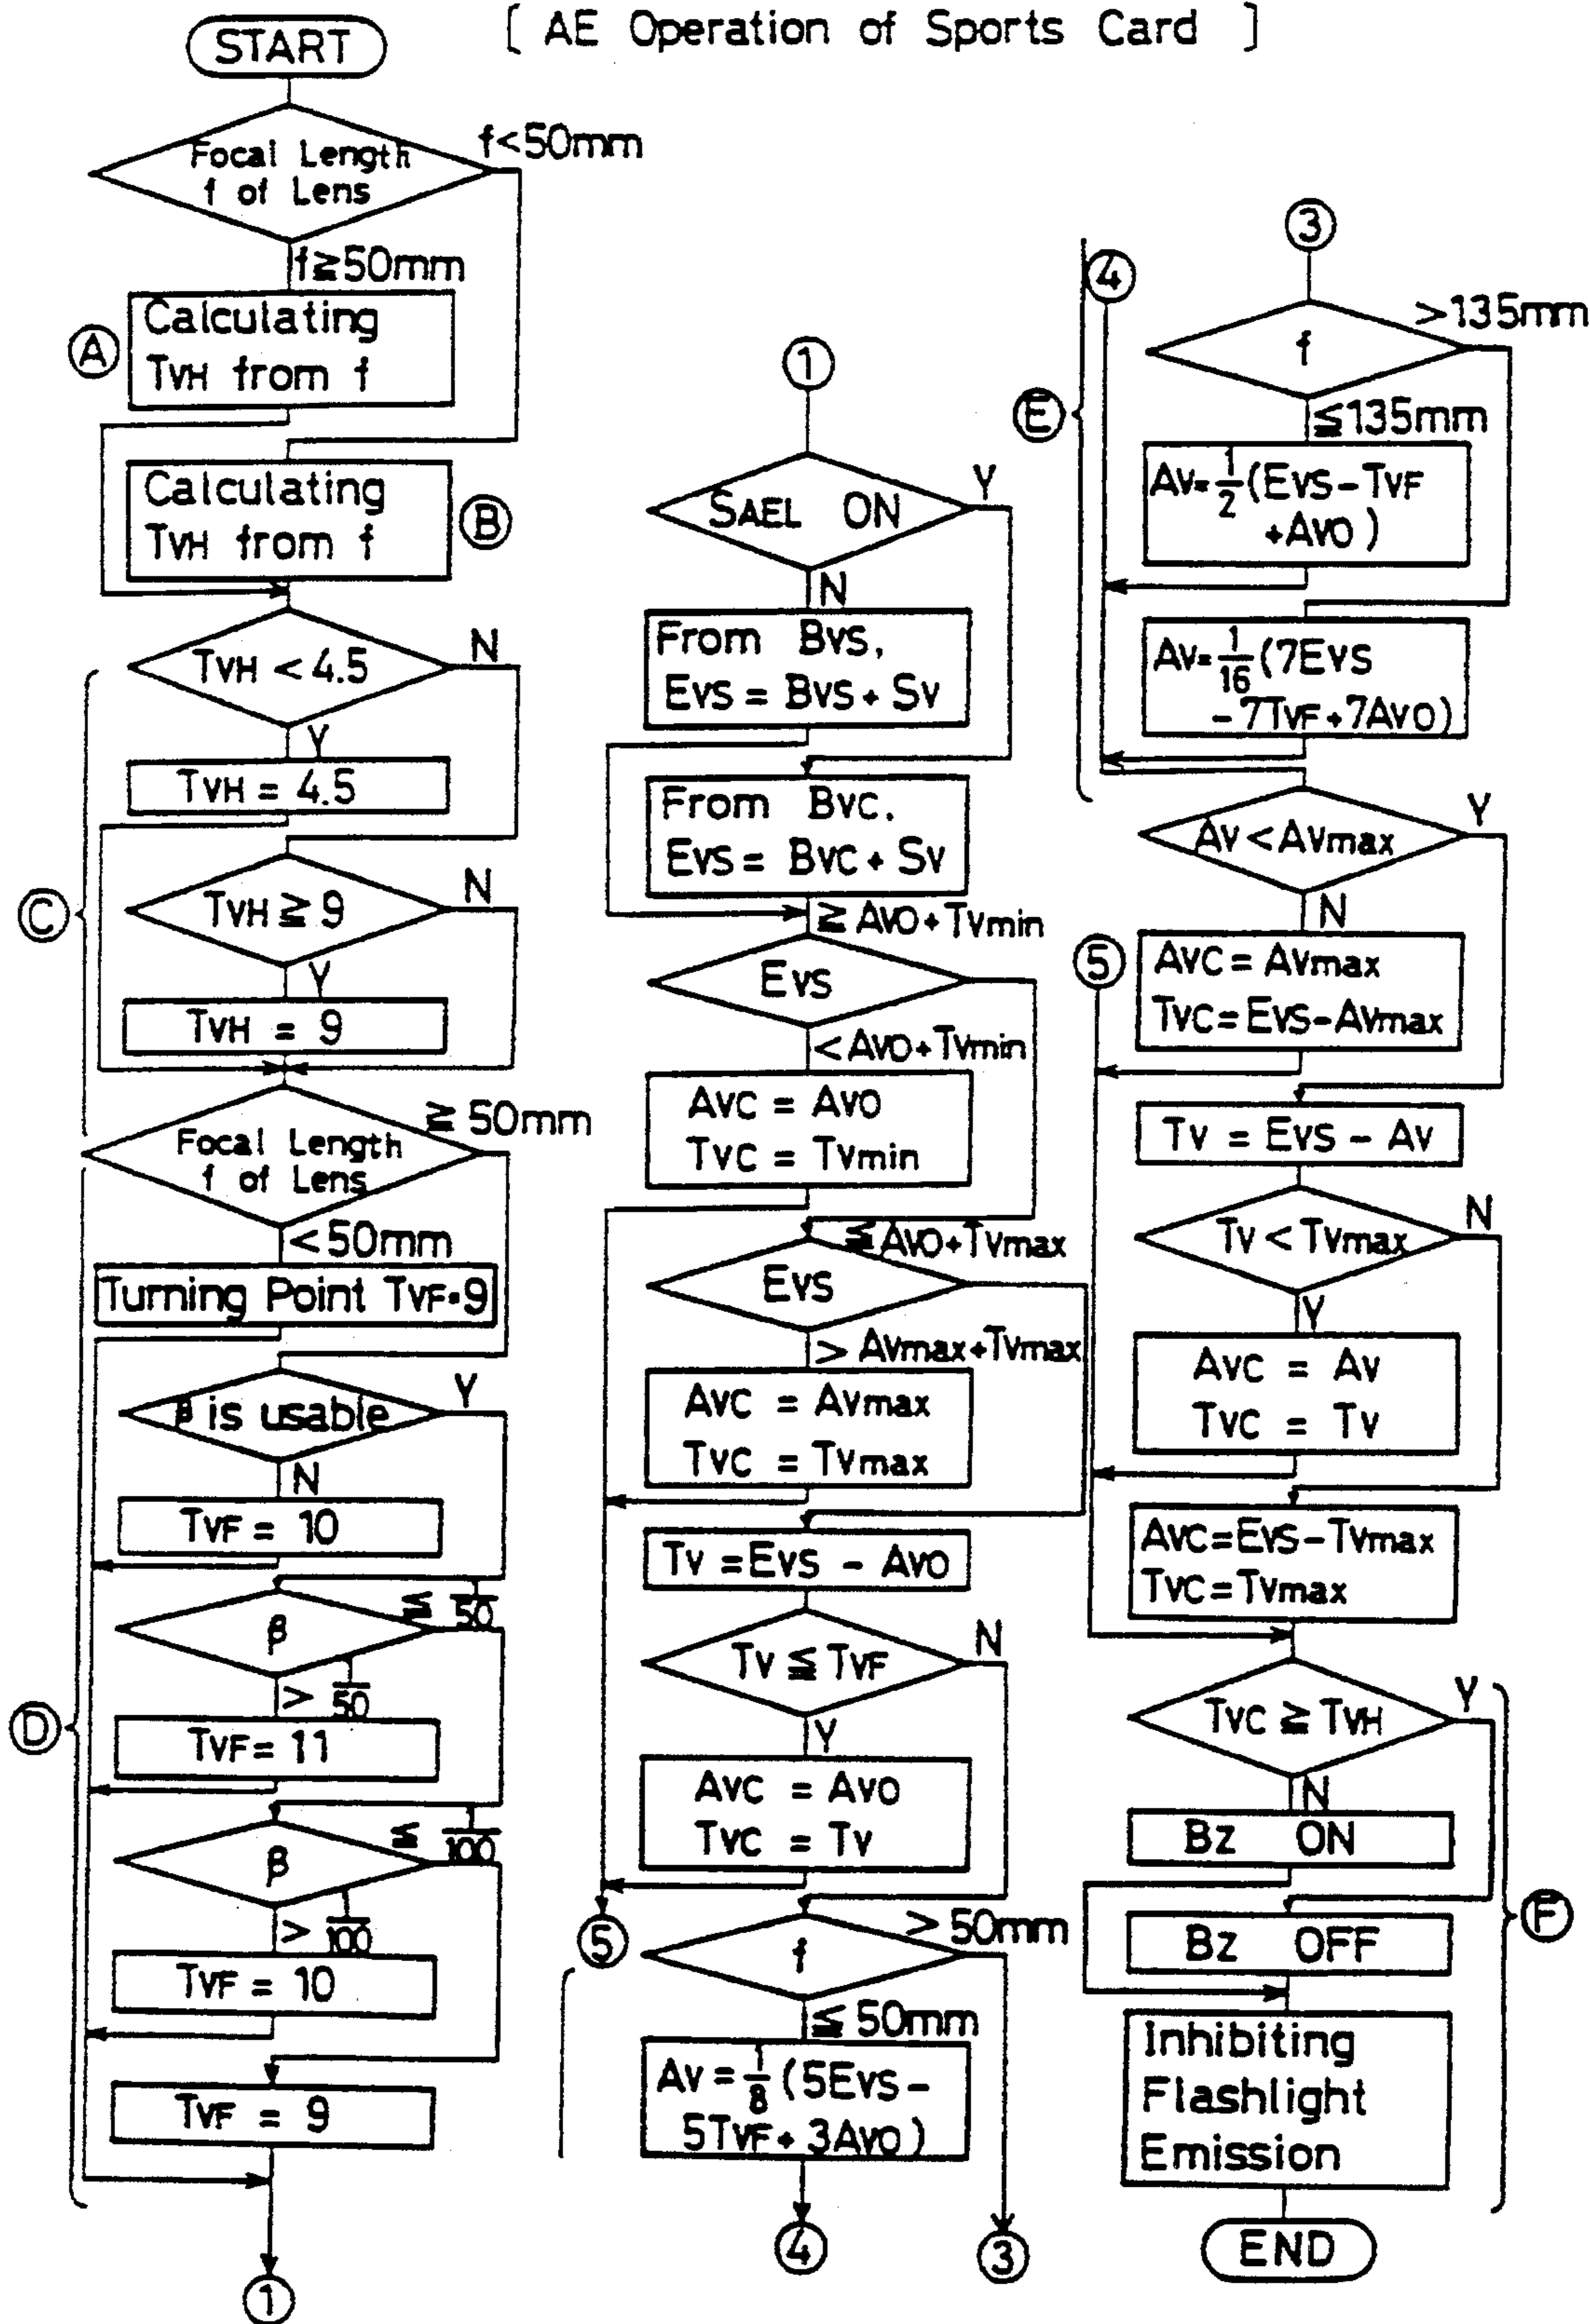 [ AE Operation of Sports Card ]
START
Focal Length
f of Lens
f<50mm
f≧50mm
Ⓐ
Calculating
TVH from f
Calculating
TVH from f
Ⓑ
Ⓒ
TVH < 4.5
N
Y
TVH = 4.5
TVH ≧ 9
N
Y
TVH = 9
Focal Length
f of Lens
≧ 50mm
<50mm
Ⓓ
Turning Point TVF=9
β is usable
Y
N
TVF = 10
β
≦ 1/50
> 1/50
TVF = 11
β
≦ 1/100
> 1/100
TVF = 10
TVF = 9
①
①
SAEL ON
Y
N
From BVS,
EVS = BVS + SV
From BVC,
EVS = BVC + SV
≧ AVO+TVmin
EVS
<AVO+TVmin
AVC = AVO
TVC = TVmin
≦AVO+TVmax
EVS
> AVmax+TVmax
AVC = AVmax
TVC = TVmax
TV = EVS - AVO
TV ≦ TVF
N
Y
AVC = AVO
TVC = TV
⑤
f
> 50mm
≦ 50mm
AV = 1/8 (5EVS -
5TVF + 3AVO)
④
③
③
④
Ⓔ
f
>135mm
≦135mm
AV = 1/2 (EVS - TVF
+AVO)
AV = 1/16 (7EVS
- 7TVF + 7AVO)
AV < AVmax
Y
N
⑤
AVC = AVmax
TVC = EVS - AVmax
TV = EVS - AV
TV < TVmax
N
Y
AVC = AV
TVC = TV
AVC = EVS - TVmax
TVC = TVmax
TVC ≧ TVH
Y
N
BZ ON
BZ OFF
Ⓕ
Inhibiting
Flashlight
Emission
END